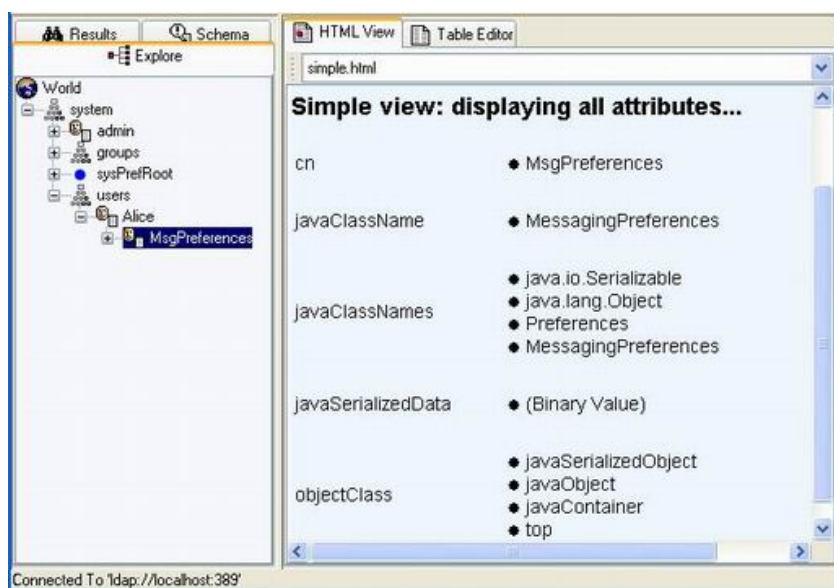 Results
Schema
Explore
World
system
admin
groups
sysPrefRoot
users
Alice
MsgPreferences
HTML View
Table Editor
simple.html
Simple view: displaying all attributes...
cn
MsgPreferences
javaClassName
MessagingPreferences
javaClassNames
java.io.Serializable
java.lang.Object
Preferences
MessagingPreferences
javaSerializedData
(Binary Value)
objectClass
javaSerializedObject
javaObject
javaContainer
top
Connected To 'ldap://localhost:389'